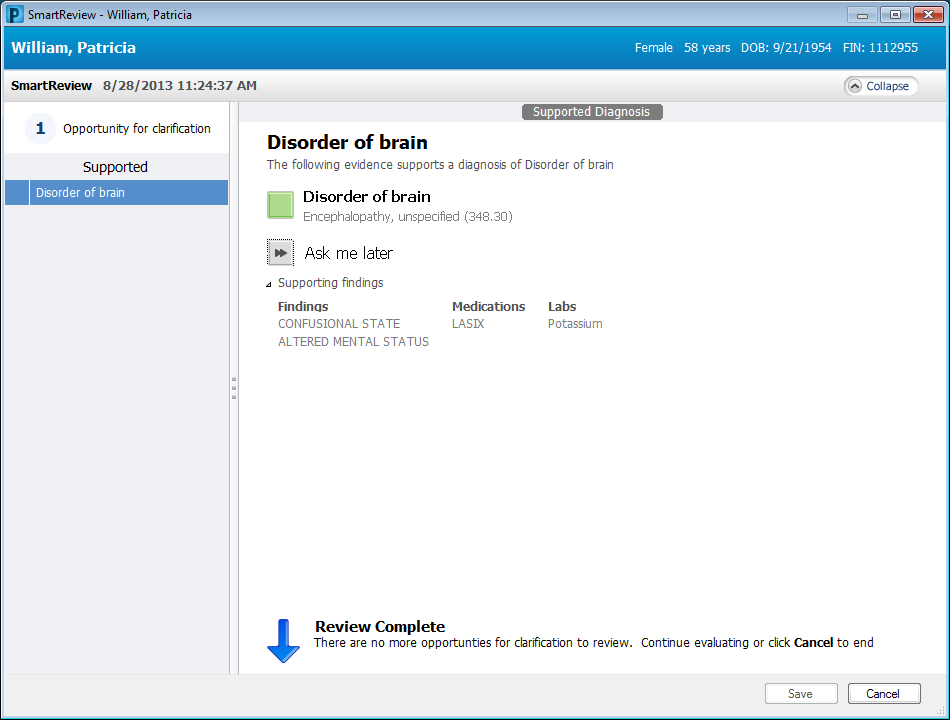 P SmartReview - William, Patricia
William, Patricia Female 58 years DOB: 9/21/1954 FIN: 1112955
SmartReview 8/28/2013 11:24:37 AM Collapse
1 Opportunity for clarification
Supported
Disorder of brain
Supported Diagnosis
Disorder of brain
The following evidence supports a diagnosis of Disorder of brain
Disorder of brain
Encephalopathy, unspecified (348.30)
Ask me later
Supporting findings
Findings Medications Labs
CONFUSIONAL STATE LASIX Potassium
ALTERED MENTAL STATUS
Review Complete
There are no more opportunties for clarification to review. Continue evaluating or click Cancel to end
Save Cancel